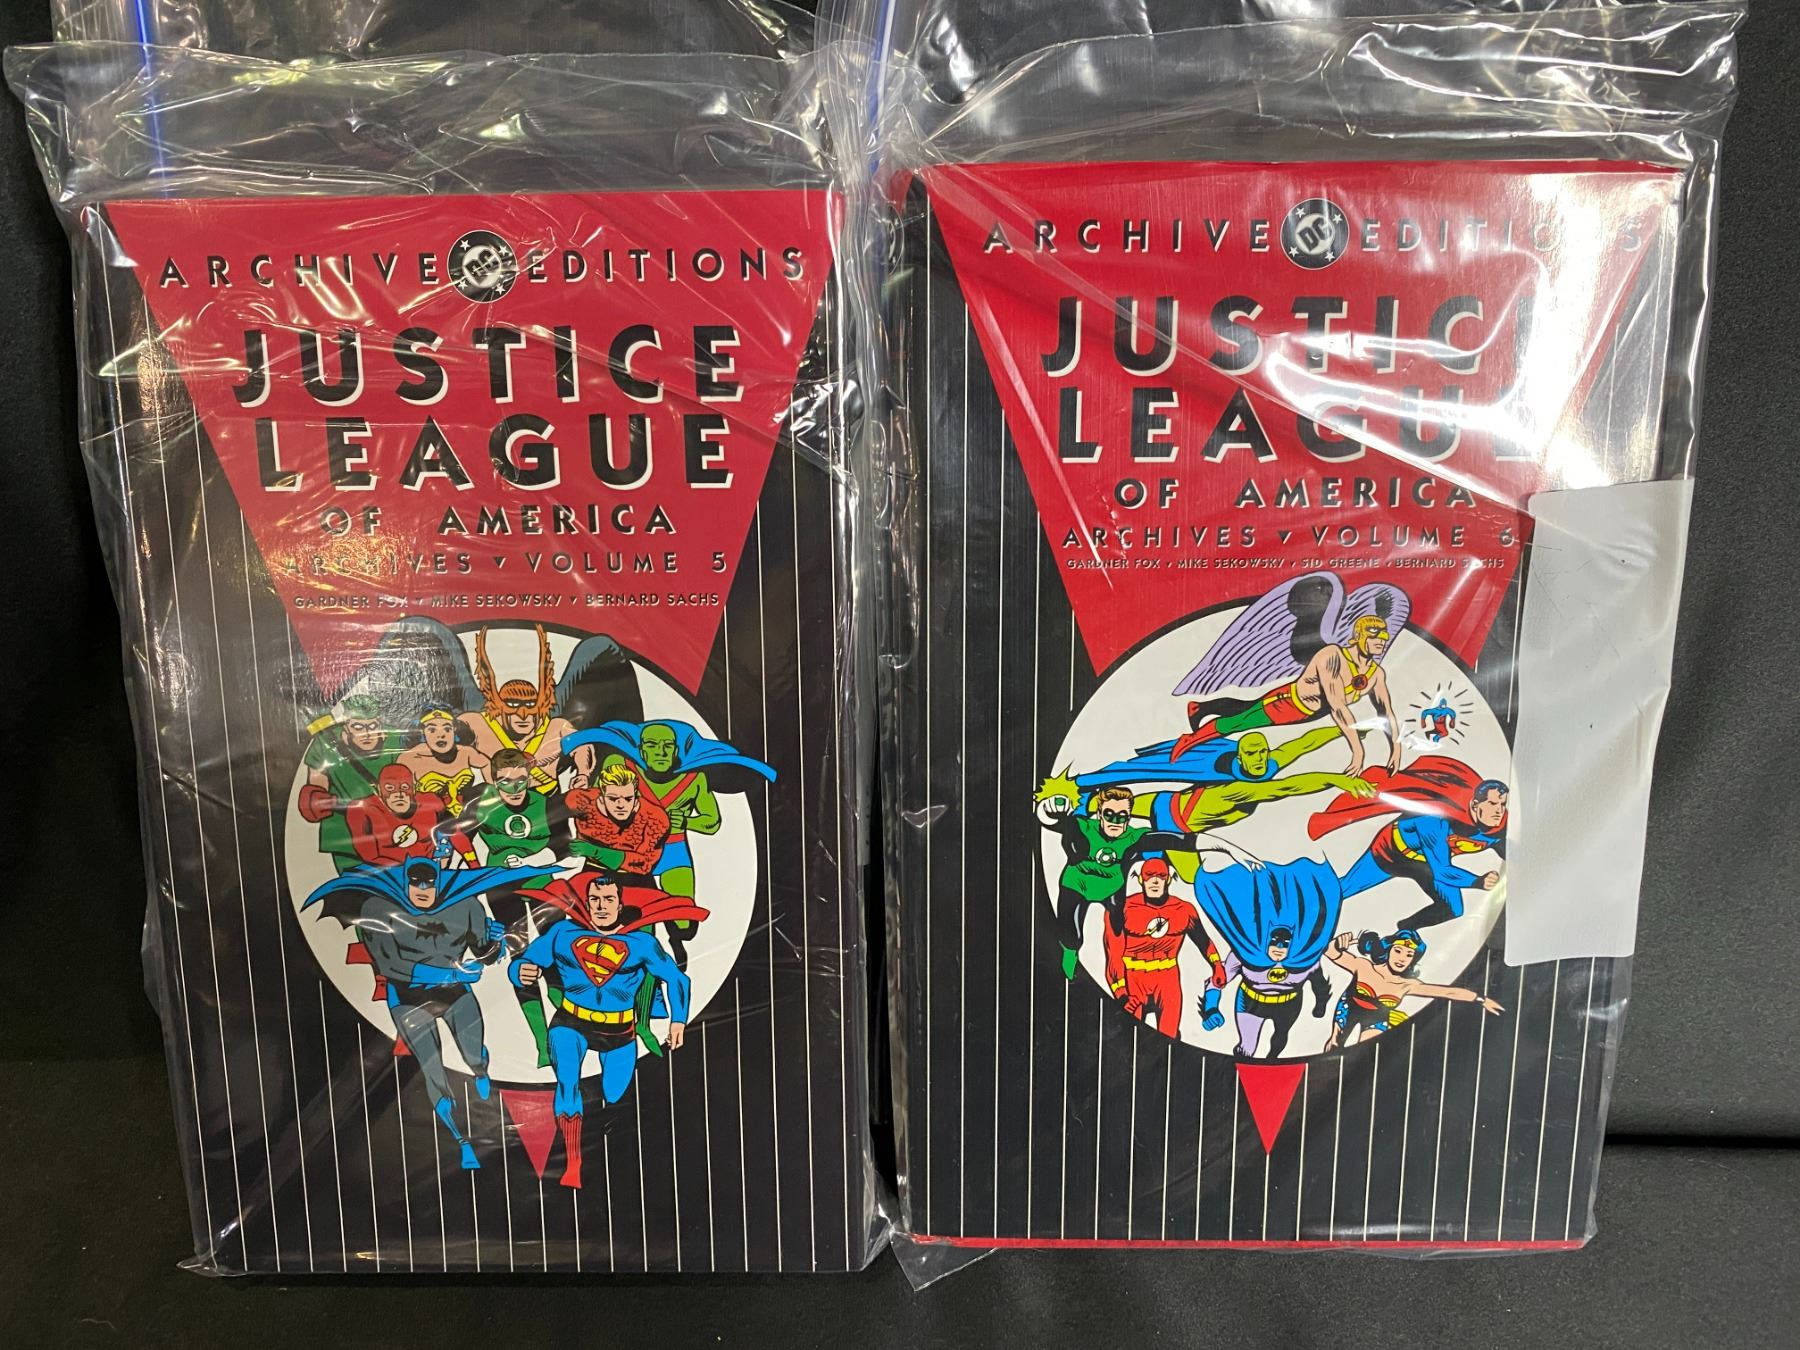 ARCHIVE DC EDITIONS
JUSTICE
LEAGUE
OF AMERICA
ARCHIVES ▼ VOLUME 5
GARDNER FOX ▼ MIKE SEKOWSKY ▼ BERNARD SACHS
ARCHIVE DC EDITIONS
JUSTICE
LEAGUE
OF AMERICA
ARCHIVES ▼ VOLUME 6
GARDNER FOX ▼ MIKE SEKOWSKY ▼ SID GREENE ▼ BERNARD SACHS